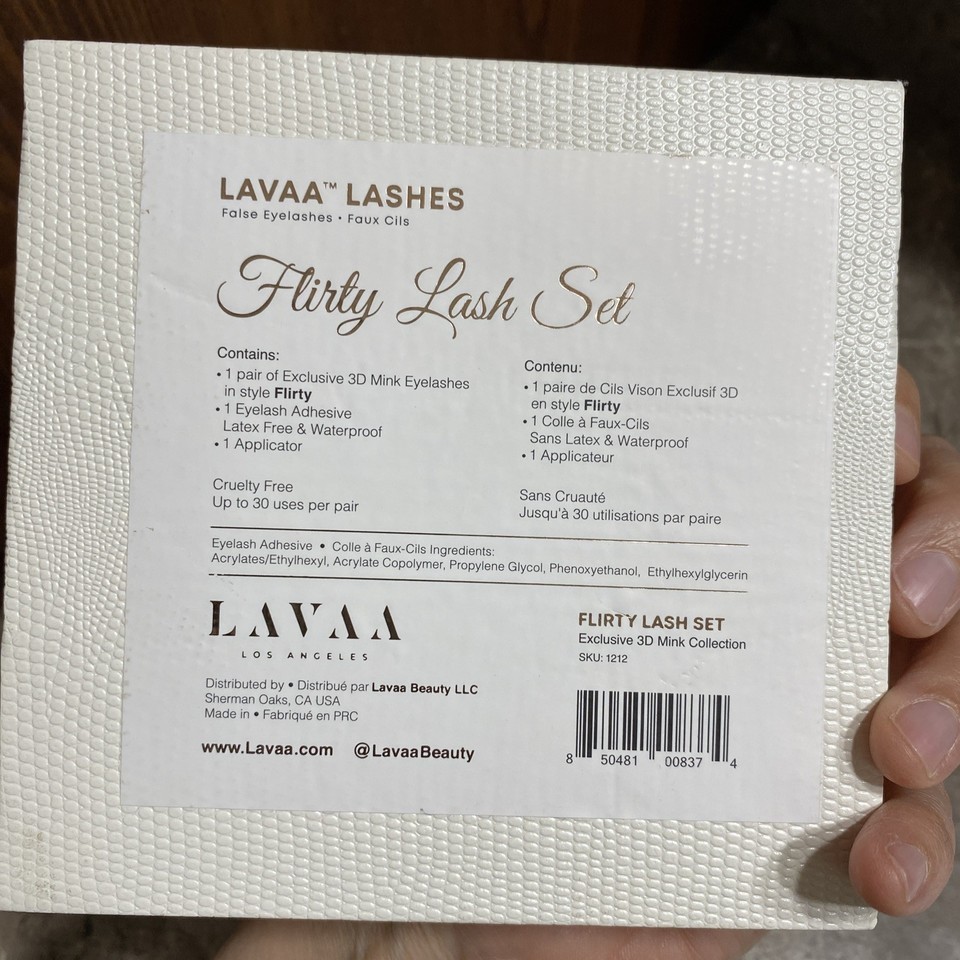 LAVAA™ LASHES
False Eyelashes • Faux Cils
Flirty Lash Set
Contains:
• 1 pair of Exclusive 3D Mink Eyelashes
in style Flirty
• 1 Eyelash Adhesive
Latex Free & Waterproof
• 1 Applicator
Cruelty Free
Up to 30 uses per pair
Contenu:
• 1 paire de Cils Vison Exclusif 3D
en style Flirty
• 1 Colle à Faux-Cils
Sans Latex & Waterproof
• 1 Applicateur
Sans Cruauté
Jusqu'à 30 utilisations par paire
Eyelash Adhesive • Colle à Faux-Cils Ingredients:
Acrylates/Ethylhexyl, Acrylate Copolymer, Propylene Glycol, Phenoxyethanol, Ethylhexylglycerin
LAVAA
LOS ANGELES
Distributed by • Distribué par Lavaa Beauty LLC
Sherman Oaks, CA USA
Made in • Fabriqué en PRC
www.Lavaa.com @LavaaBeauty
FLIRTY LASH SET
Exclusive 3D Mink Collection
SKU: 1212
8 50481 00837 4